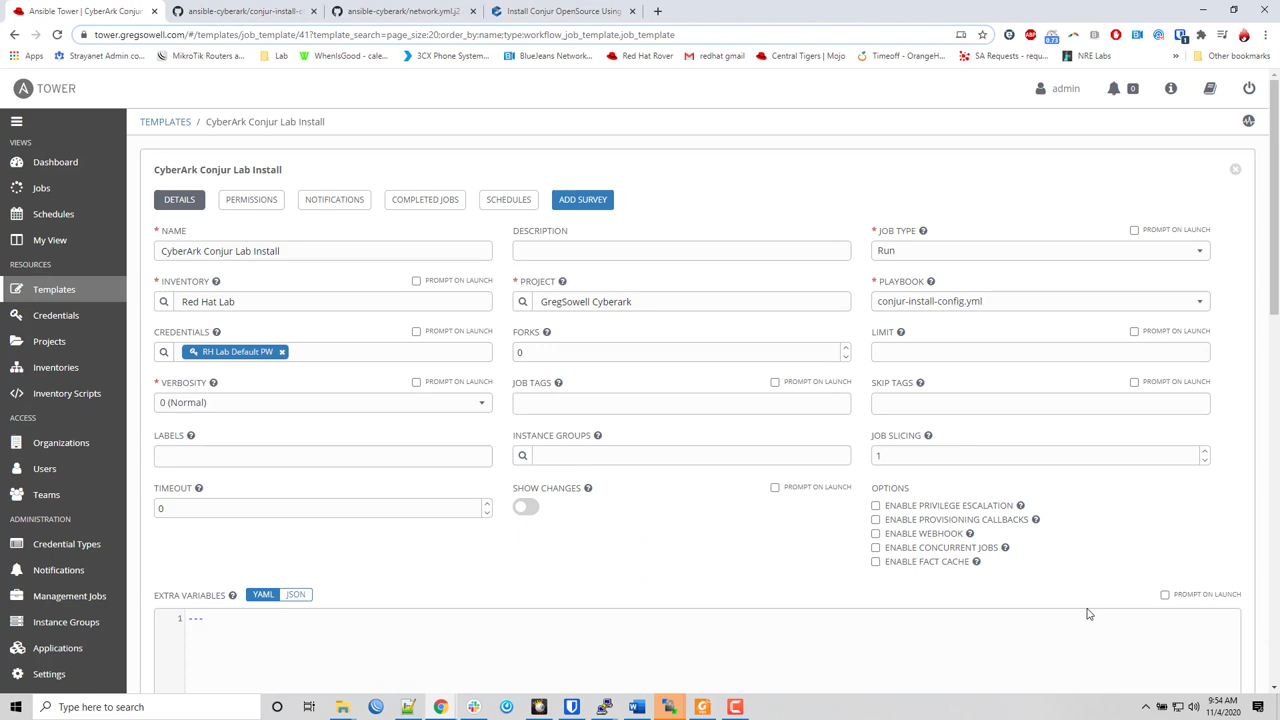 Ansible Tower | CyberArk Conjur
ansible-cyberark/conjur-install-c
ansible-cyberark/network.yml.j2
Install Conjur OpenSource Using
tower.gregsowell.com/#/templates/job_template/41?template_search=page_size:20;order_by:name;type:workflow_job_template,job_template
0.73
ABP
Apps
Strayanet Admin co...
MikroTik Routers a...
Lab
WhenIsGood - cale...
3CX Phone System...
BlueJeans Network...
Red Hat Rover
redhat gmail
Central Tigers | Mojo
Timeoff - OrangeH...
SA Requests - requ...
NRE Labs
»
Other bookmarks
A TOWER
admin
0
VIEWS
Dashboard
Jobs
Schedules
My View
RESOURCES
Templates
Credentials
Projects
Inventories
Inventory Scripts
ACCESS
Organizations
Users
Teams
ADMINISTRATION
Credential Types
Notifications
Management Jobs
Instance Groups
Applications
Settings
TEMPLATES / CyberArk Conjur Lab Install
CyberArk Conjur Lab Install
DETAILS PERMISSIONS NOTIFICATIONS COMPLETED JOBS SCHEDULES ADD SURVEY
* NAME
CyberArk Conjur Lab Install
DESCRIPTION
* JOB TYPE ? PROMPT ON LAUNCH
Run
* INVENTORY ? PROMPT ON LAUNCH
Red Hat Lab
* PROJECT ?
GregSowell Cyberark
* PLAYBOOK ?
conjur-install-config.yml
CREDENTIALS ? PROMPT ON LAUNCH
RH Lab Default PW ×
FORKS ?
0
LIMIT ? PROMPT ON LAUNCH
* VERBOSITY ? PROMPT ON LAUNCH
0 (Normal)
JOB TAGS ? PROMPT ON LAUNCH
SKIP TAGS ? PROMPT ON LAUNCH
LABELS ?
INSTANCE GROUPS ?
JOB SLICING ?
1
TIMEOUT ?
0
SHOW CHANGES ? PROMPT ON LAUNCH
OPTIONS
ENABLE PRIVILEGE ESCALATION ?
ENABLE PROVISIONING CALLBACKS ?
ENABLE WEBHOOK ?
ENABLE CONCURRENT JOBS ?
ENABLE FACT CACHE ?
EXTRA VARIABLES ? YAML JSON PROMPT ON LAUNCH
1 ---
Type here to search
9:54 AM
11/4/2020